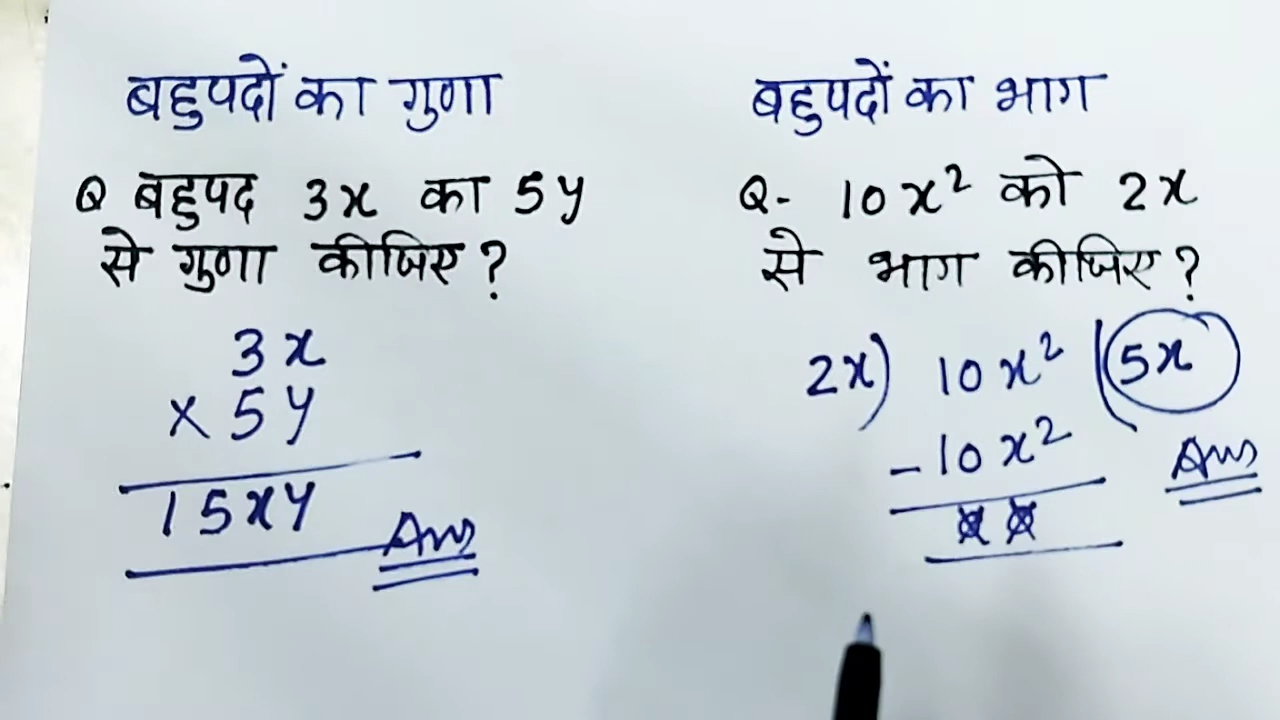 बहुपदों का गुणा
Q बहुपद 3x का 5y
से गुणा कीजिए ?
3x
× 5y
15xy
Ans
बहुपदों का भाग
Q- 10x² को 2x
से भाग कीजिए ?
2x) 10x² (5x
- 10x²
Ans